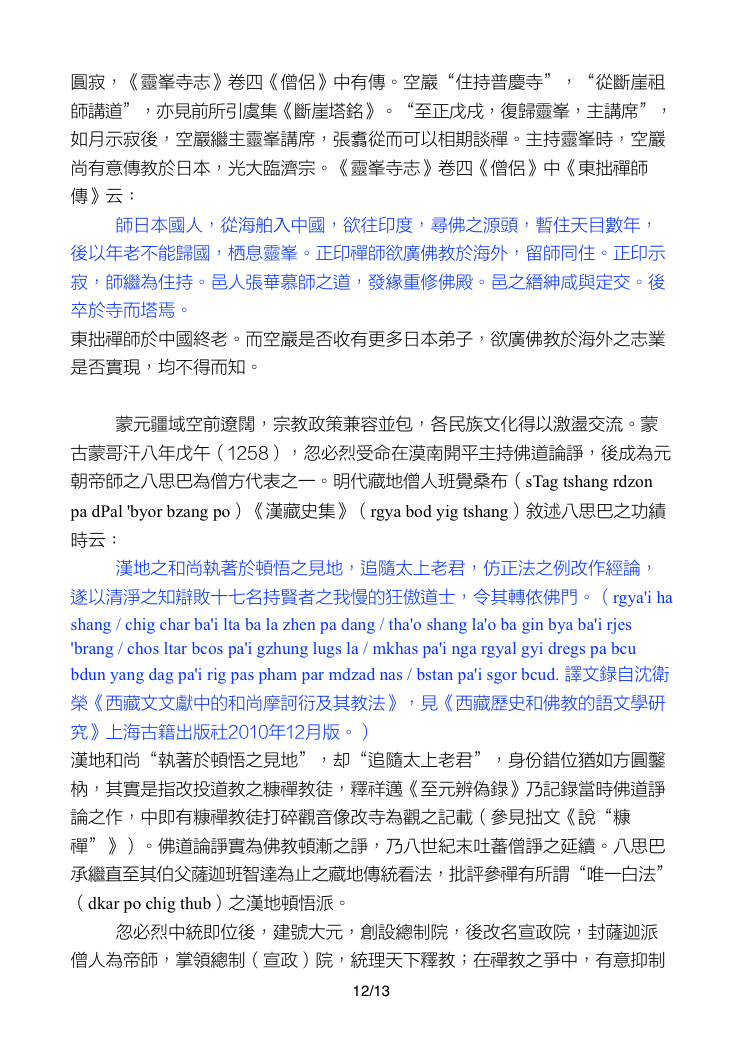 圓寂，《靈峯寺志》卷四《僧侶》中有傳。空巖“住持普慶寺”，“從斷崖祖
師講道”，亦見前所引虞集《斷崖塔銘》。“至正戊戌，復歸靈峯，主講席”，
如月示寂後，空巖繼主靈峯講席，張翥從而可以相期談禪。主持靈峯時，空巖
尚有意傳教於日本，光大臨濟宗。《靈峯寺志》卷四《僧侶》中《東拙禪師
傳》云：
師日本國人，從海舶入中國，欲往印度，尋佛之源頭，暫住天目數年，
後以年老不能歸國，栖息靈峯。正印禪師欲廣佛教於海外，留師同住。正印示
寂，師繼為住持。邑人張華慕師之道，發緣重修佛殿。邑之縉紳咸與定交。後
卒於寺而塔焉。
東拙禪師於中國終老。而空巖是否收有更多日本弟子，欲廣佛教於海外之志業
是否實現，均不得而知。
蒙元疆域空前遼闊，宗教政策兼容並包，各民族文化得以激盪交流。蒙
古蒙哥汗八年戊午（1258），忽必烈受命在漠南開平主持佛道論諍，後成為元
朝帝師之八思巴為僧方代表之一。明代藏地僧人班覺桑布（sTag tshang rdzon
pa dPal 'byor bzang po）《漢藏史集》（rgya bod yig tshang）敘述八思巴之功績
時云：
漢地之和尚執著於頓悟之見地，追隨太上老君，仿正法之例改作經論，
遂以清淨之知辯敗十七名持賢者之我慢的狂傲道士，令其轉依佛門。（rgya'i ha
shang / chig char ba'i lta ba la zhen pa dang / tha'o shang la'o ba gin bya ba'i rjes
'brang / chos ltar bcos pa'i gzhung lugs la / mkhas pa'i nga rgyal gyi dregs pa bcu
bdun yang dag pa'i rig pas pham par mdzad nas / bstan pa'i sgor bcud. 譯文錄自沈衛
榮《西藏文文獻中的和尚摩訶衍及其教法》，見《西藏歷史和佛教的語文學研
究》上海古籍出版社2010年12月版。）
漢地和尚“執著於頓悟之見地”，却“追隨太上老君”，身份錯位猶如方圓鑿
枘，其實是指改投道教之糠禪教徒，釋祥邁《至元辨偽錄》乃記錄當時佛道諍
論之作，中即有糠禪教徒打碎觀音像改寺為觀之記載（參見拙文《說“糠
禪”》）。佛道論諍實為佛教頓漸之諍，乃八世紀末吐蕃僧諍之延續。八思巴
承繼直至其伯父薩迦班智達為止之藏地傳統看法，批評參禪有所謂“唯一白法”
（dkar po chig thub）之漢地頓悟派。
忽必烈中統即位後，建號大元，創設總制院，後改名宣政院，封薩迦派
僧人為帝師，掌領總制（宣政）院，統理天下釋教；在禪教之爭中，有意抑制
12/13